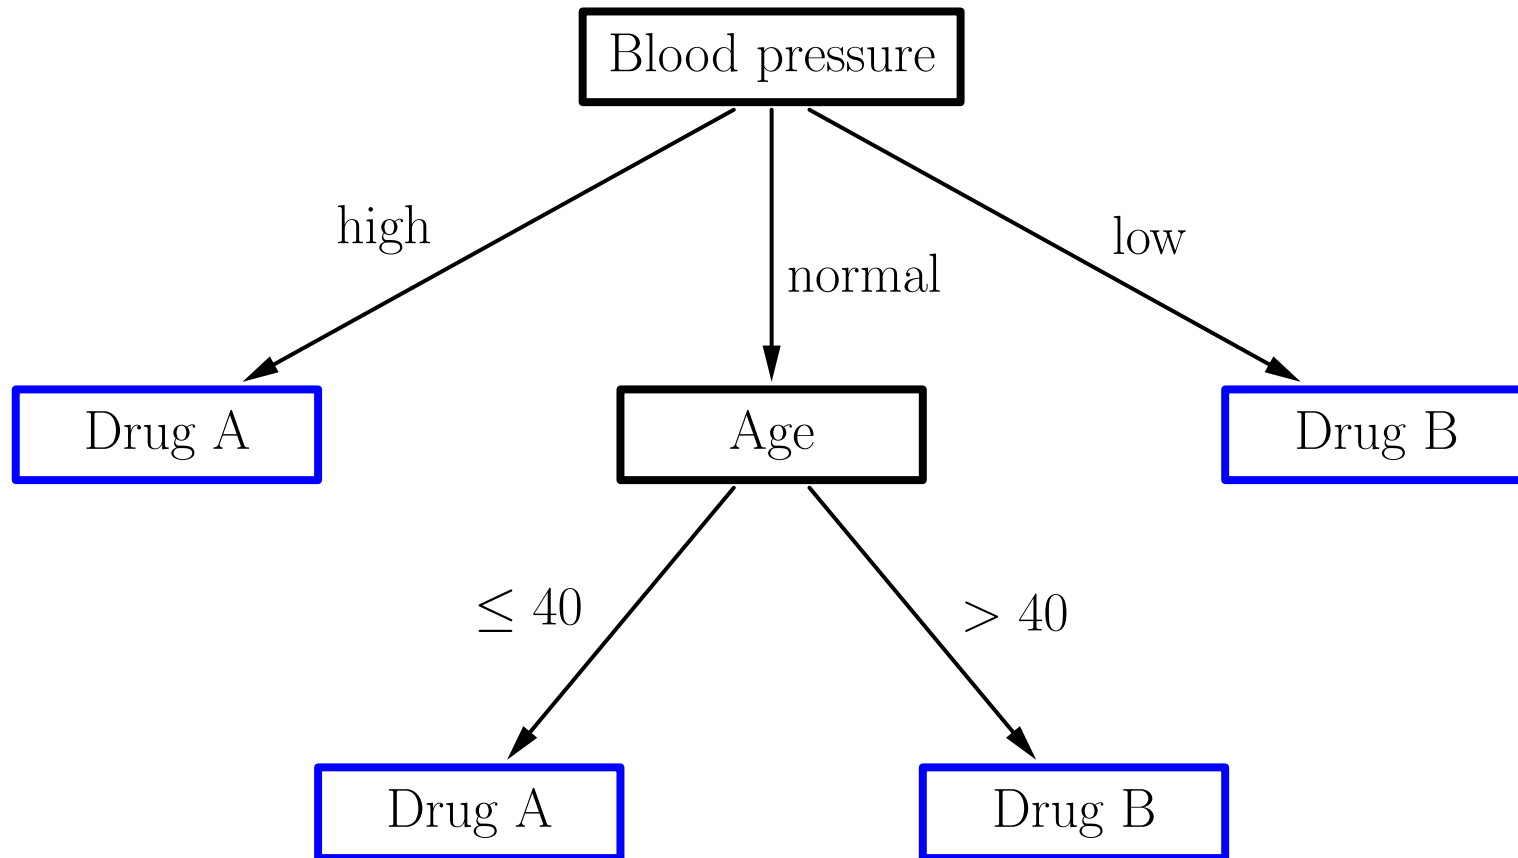 Blood pressure
high
normal
low
Drug A
Age
Drug B
≤ 40
> 40
Drug A
Drug B